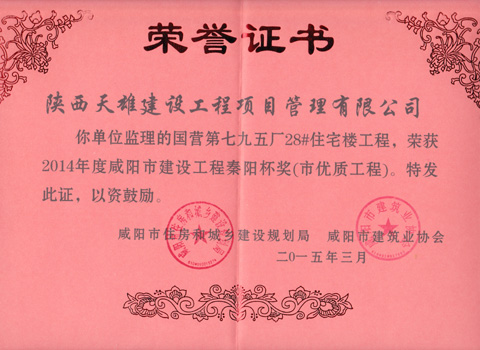 荣誉证书
陕西天雄建设工程项目管理有限公司
你单位监理的国营第七九五厂28#住宅楼工程，荣获
2014年度咸阳市建设工程秦阳杯奖(市优质工程)。特发
此证，以资鼓励。
咸阳市住房和城乡建设规划局 咸阳市建筑业协会
二〇一五年三月